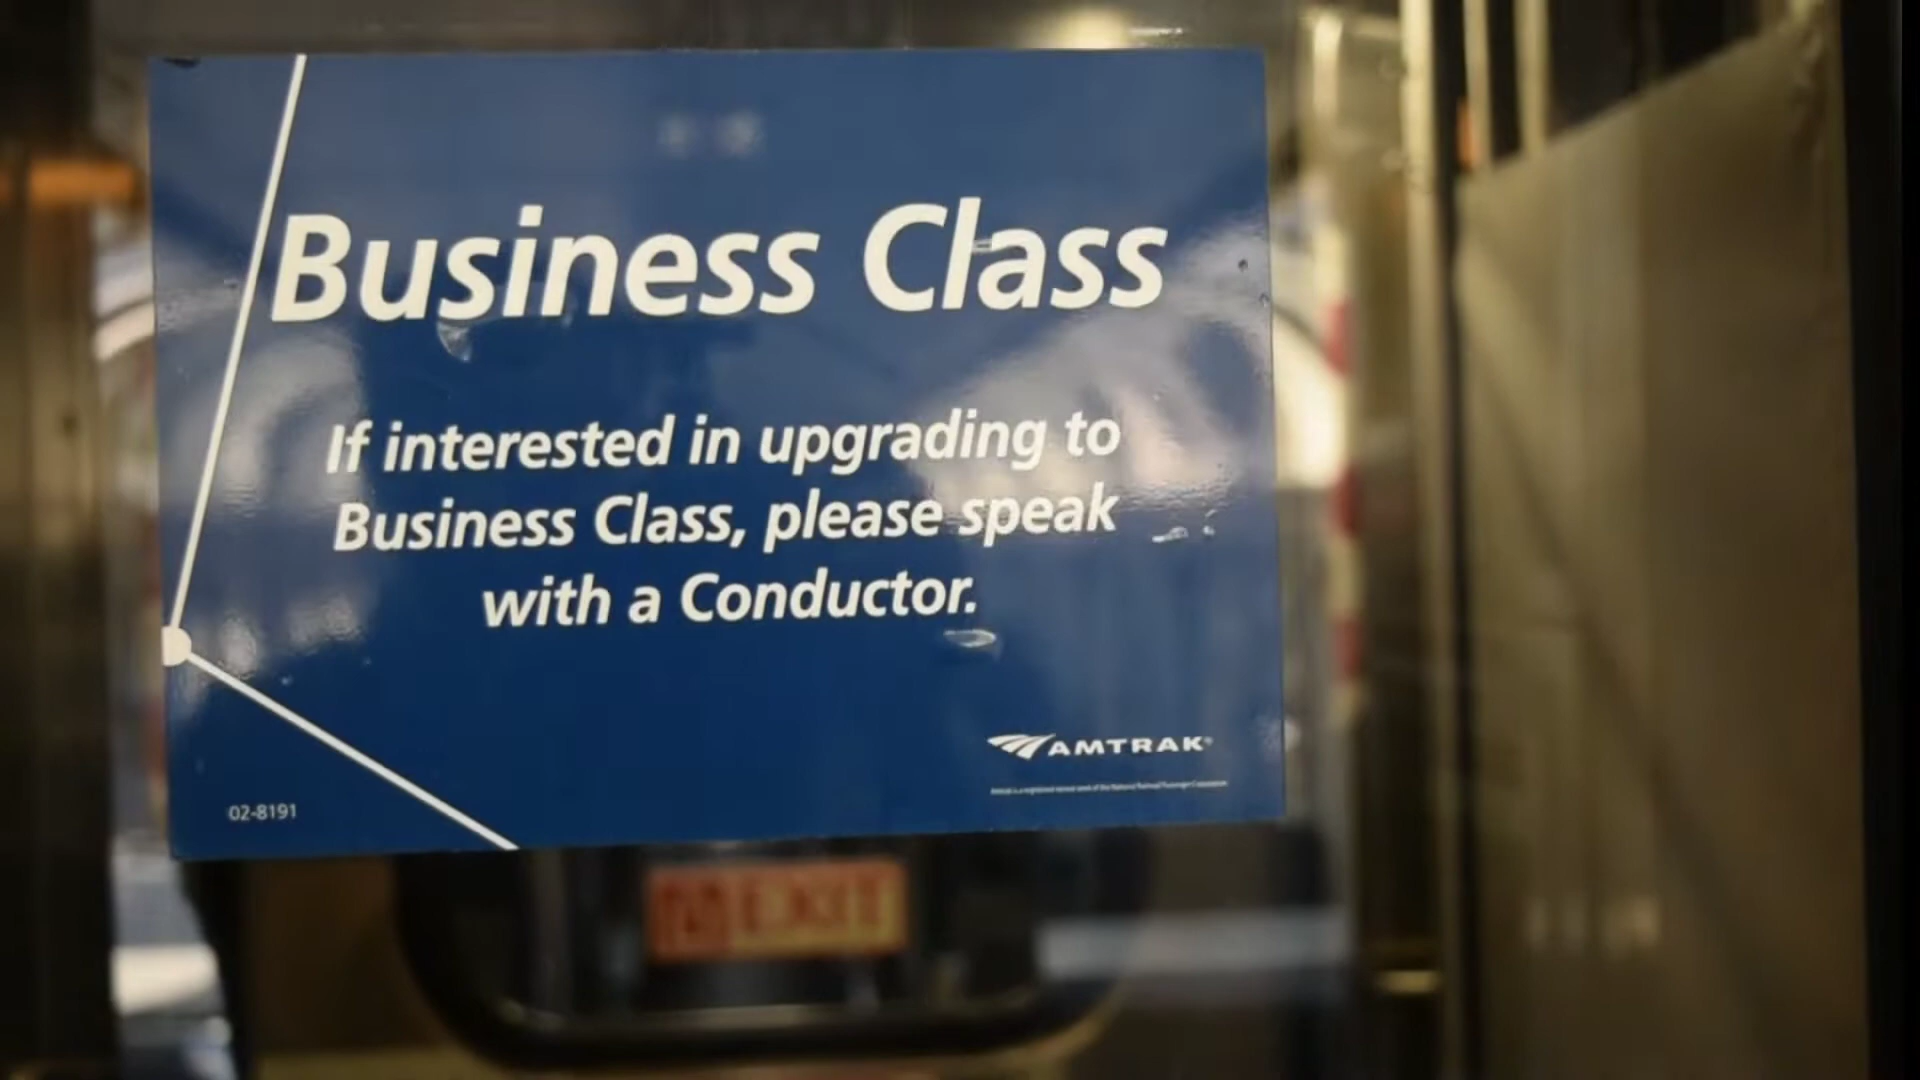 Business Class
If interested in upgrading to
Business Class, please speak
with a Conductor.
AMTRAK®
02-8191
EXIT